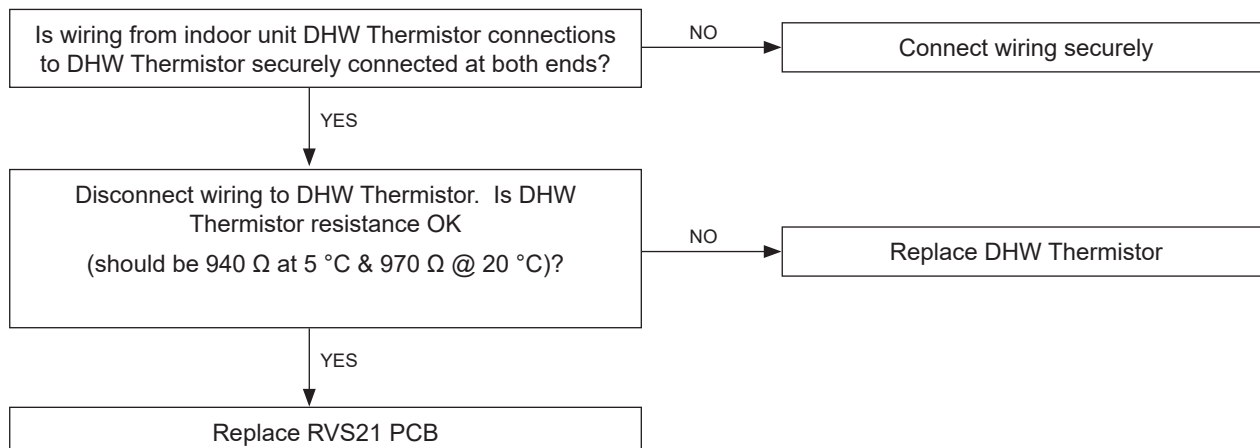 Is wiring from indoor unit DHW Thermistor connections
to DHW Thermistor securely connected at both ends?
NO
Connect wiring securely
YES
Disconnect wiring to DHW Thermistor. Is DHW
Thermistor resistance OK
(should be 940 Ω at 5 °C & 970 Ω @ 20 °C)?
NO
Replace DHW Thermistor
YES
Replace RVS21 PCB